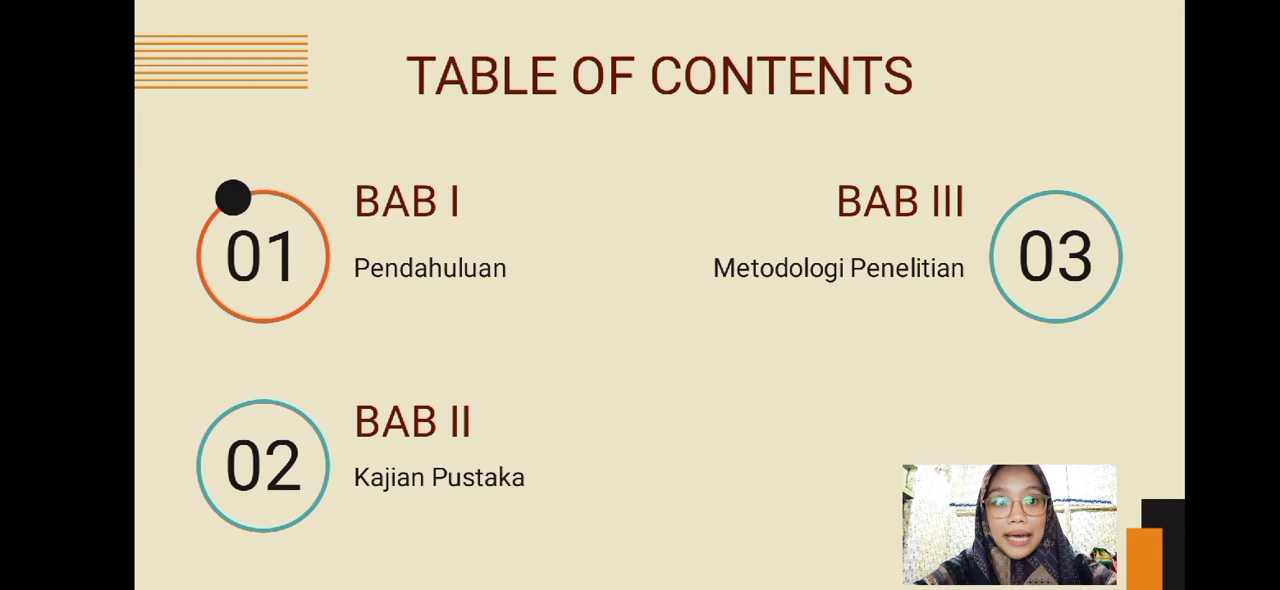 TABLE OF CONTENTS
01
BAB I
Pendahuluan
02
BAB II
Kajian Pustaka
03
BAB III
Metodologi Penelitian